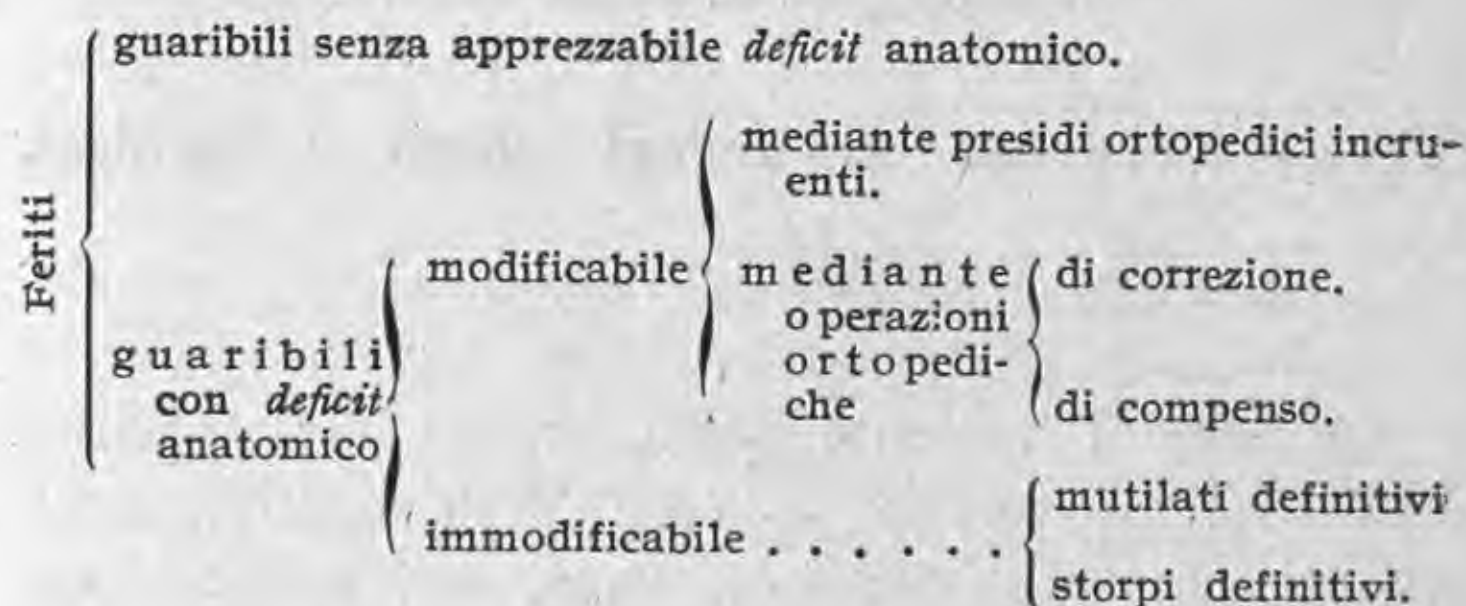 Feriti
guaribili senza apprezzabile deficit anatomico.
guaribili
con deficit
anatomico
modificabile
mediante presidi ortopedici incru-
enti.
mediante
operazioni
ortopedi-
che
di correzione.
di compenso.
immodificabile . . . . . .
mutilati definitivi
storpi definitivi.